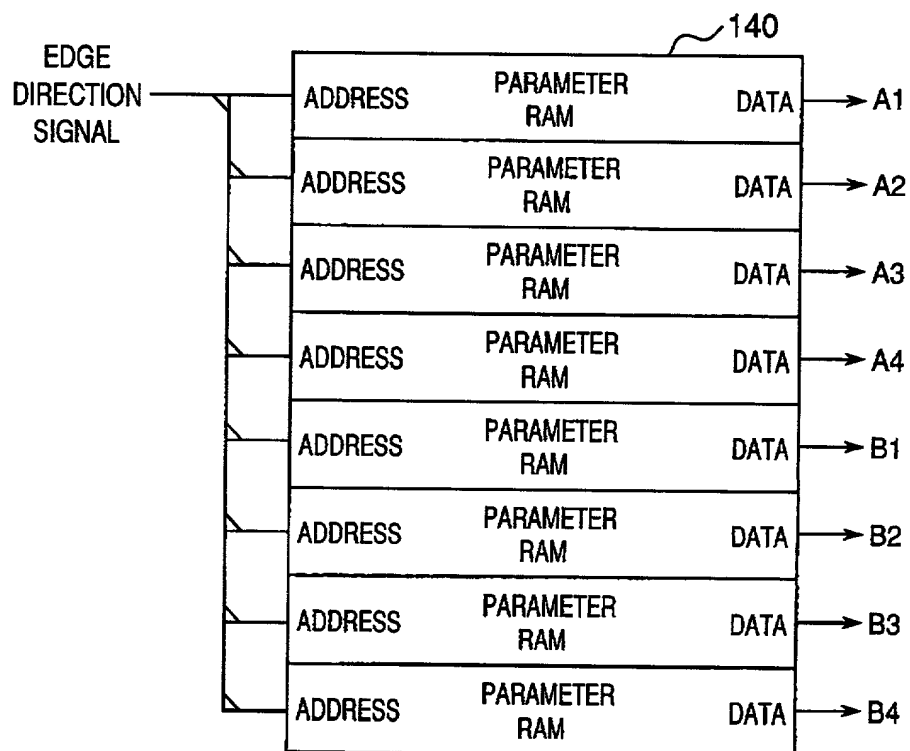 140
EDGE
DIRECTION
SIGNAL
ADDRESS PARAMETER RAM DATA A1
ADDRESS PARAMETER RAM DATA A2
ADDRESS PARAMETER RAM DATA A3
ADDRESS PARAMETER RAM DATA A4
ADDRESS PARAMETER RAM DATA B1
ADDRESS PARAMETER RAM DATA B2
ADDRESS PARAMETER RAM DATA B3
ADDRESS PARAMETER RAM DATA B4